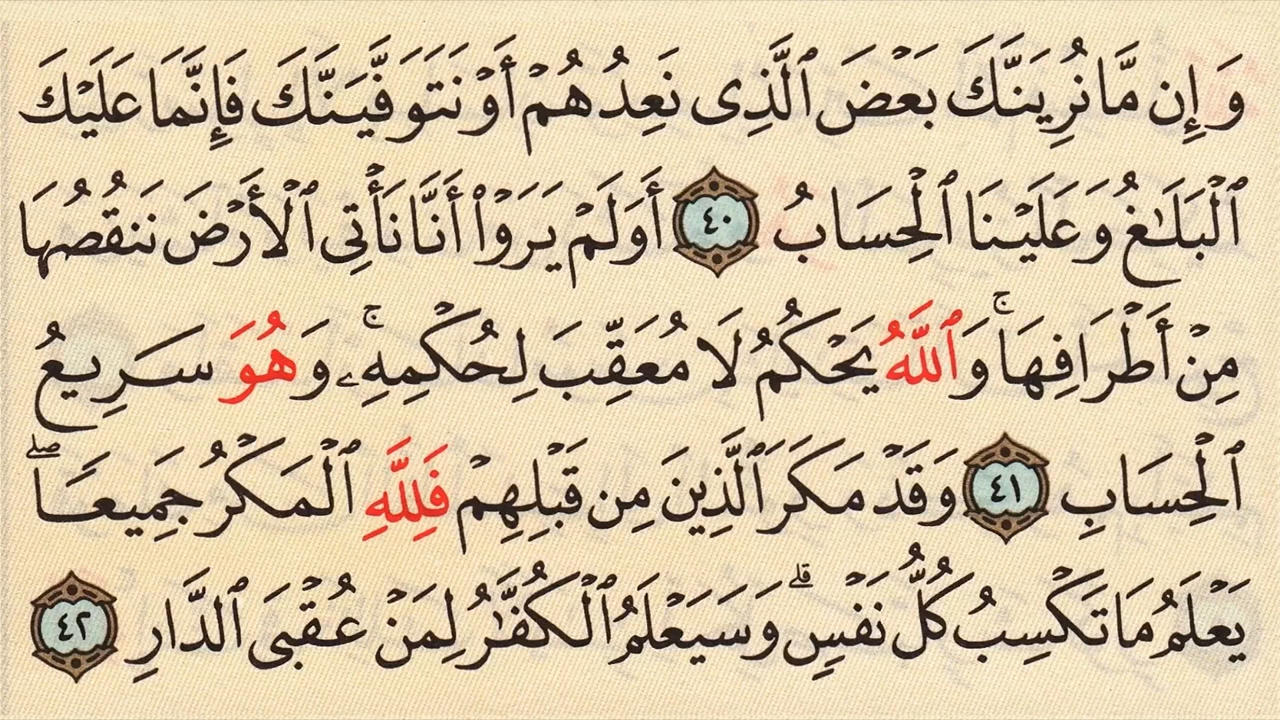 وَإِن مَّا نُرِيَنَّكَ بَعْضَ ٱلَّذِى نَعِدُهُمْ أَوْ نَتَوَفَّيَنَّكَ فَإِنَّمَا عَلَيْكَ
ٱلْبَلَـٰغُ وَعَلَيْنَا ٱلْحِسَابُ ٤٠ أَوَلَمْ يَرَوْا۟ أَنَّا نَأْتِى ٱلْأَرْضَ نَنقُصُهَا
مِنْ أَطْرَافِهَا ۚ وَٱللَّهُ يَحْكُمُ لَا مُعَقِّبَ لِحُكْمِهِۦ ۚ وَهُوَ سَرِيعُ
ٱلْحِسَابِ ٤١ وَقَدْ مَكَرَ ٱلَّذِينَ مِن قَبْلِهِمْ فَلِلَّهِ ٱلْمَكْرُ جَمِيعًا ۖ
يَعْلَمُ مَا تَكْسِبُ كُلُّ نَفْسٍ ۗ وَسَيَعْلَمُ ٱلْكُفَّـٰرُ لِمَنْ عُقْبَى ٱلدَّارِ ٤٢